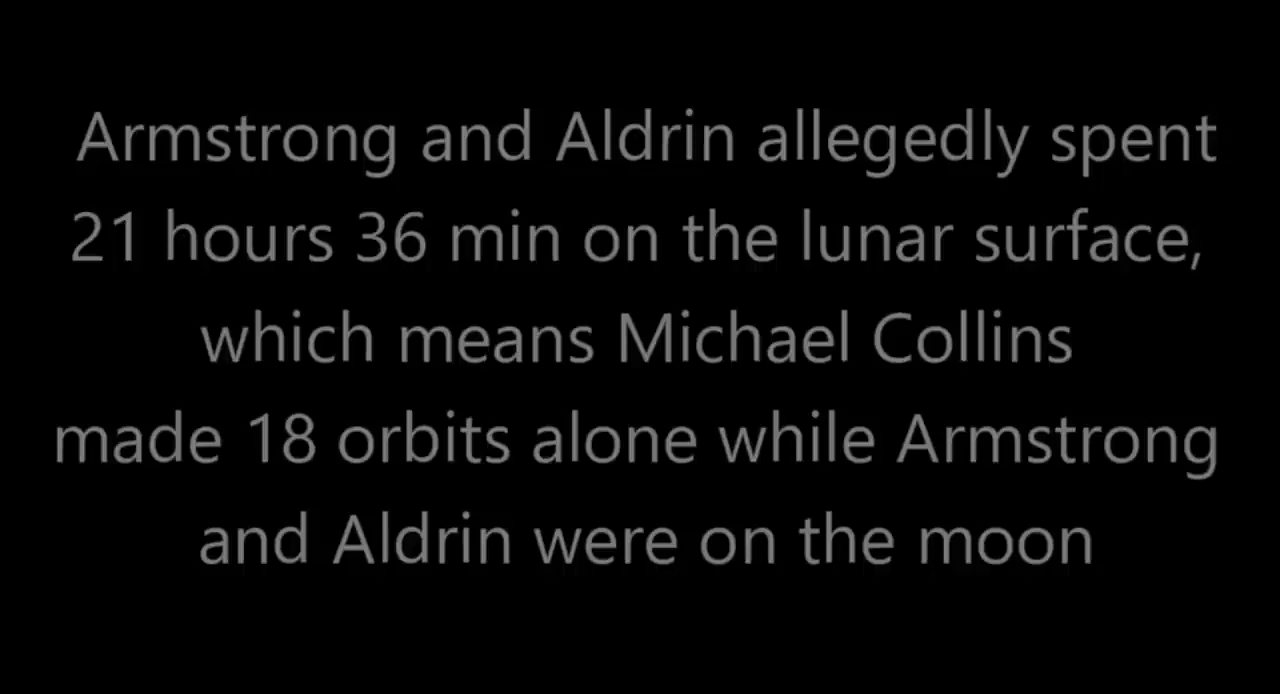 Armstrong and Aldrin allegedly spent
21 hours 36 min on the lunar surface,
which means Michael Collins
made 18 orbits alone while Armstrong
and Aldrin were on the moon